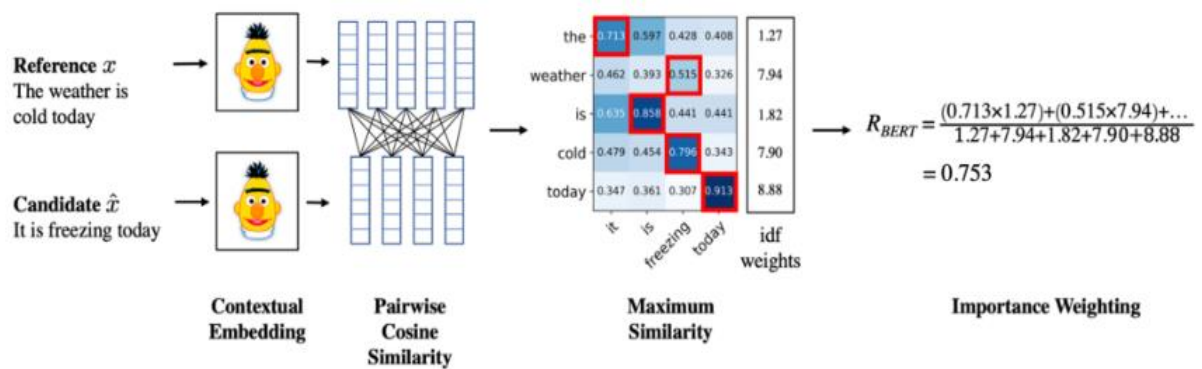 Reference x
The weather is
cold today
Candidate x̂
It is freezing today
Contextual
Embedding
Pairwise
Cosine
Similarity
the 0.713 0.597 0.428 0.408 1.27
weather 0.462 0.393 0.515 0.326 7.94
is 0.635 0.858 0.441 0.441 1.82
cold 0.479 0.454 0.796 0.343 7.90
today 0.347 0.361 0.307 0.913 8.88
it is freezing today
idf
weights
Maximum
Similarity
R_BERT = (0.713×1.27)+(0.515×7.94)+...
1.27+7.94+1.82+7.90+8.88
= 0.753
Importance Weighting